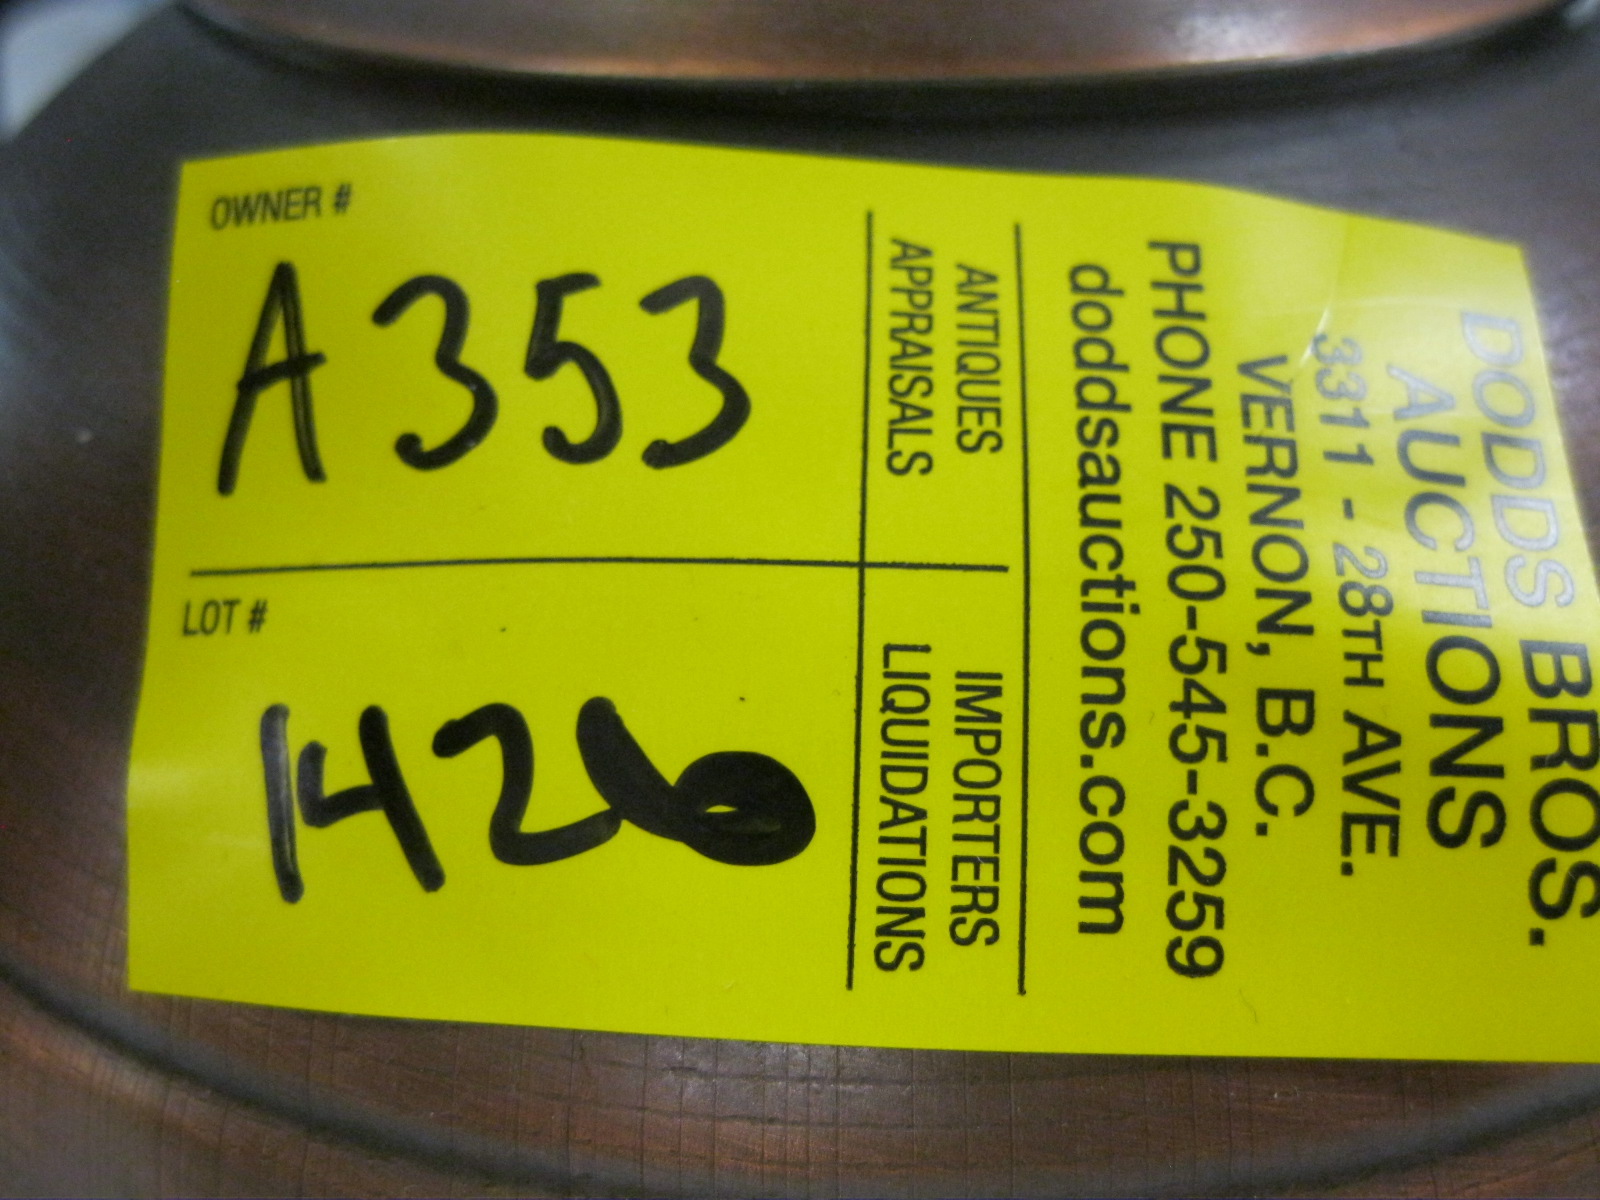 OWNER #
A353
LOT #
1426
ANTIQUES
APPRAISALS
IMPORTERS
LIQUIDATIONS
DODDS BROS.
AUCTIONS
3311 - 28TH AVE.
VERNON, B.C.
PHONE 250-545-3259
doddsauctions.com